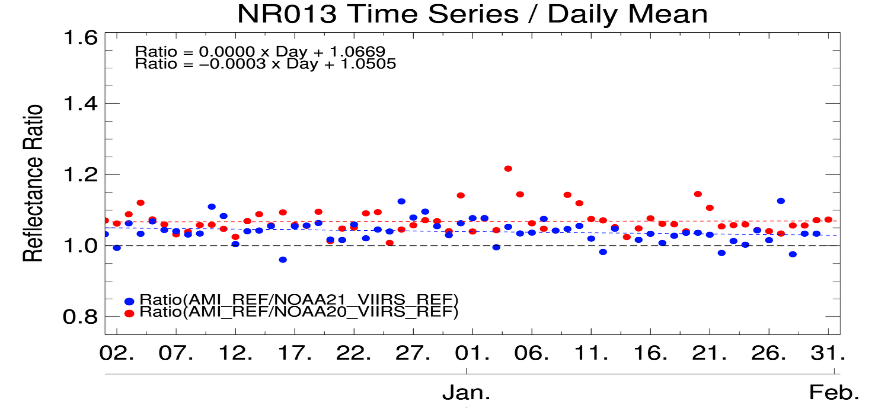 NR013 Time Series / Daily Mean
Ratio = 0.0000 x Day + 1.0669
Ratio = −0.0003 x Day + 1.0505
Reflectance Ratio
1.6
1.4
1.2
1.0
0.8
Ratio(AMI_REF/NOAA21_VIIRS_REF)
Ratio(AMI_REF/NOAA20_VIIRS_REF)
02. 07. 12. 17. 22. 27. 01. 06. 11. 16. 21. 26. 31.
Jan. Feb.